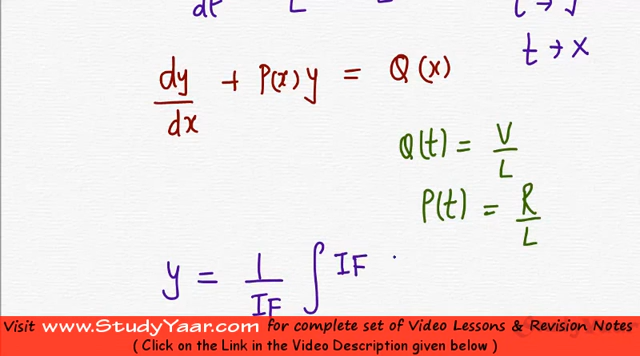 dt L i → y
t → x
dy/dx + P(x) y = Q(x)
Q(t) = V/L
P(t) = R/L
y = 1/IF ∫ IF ·
Visit www.StudyYaar.com for complete set of Video Lessons & Revision Notes
( Click on the Link in the Video Description given below )